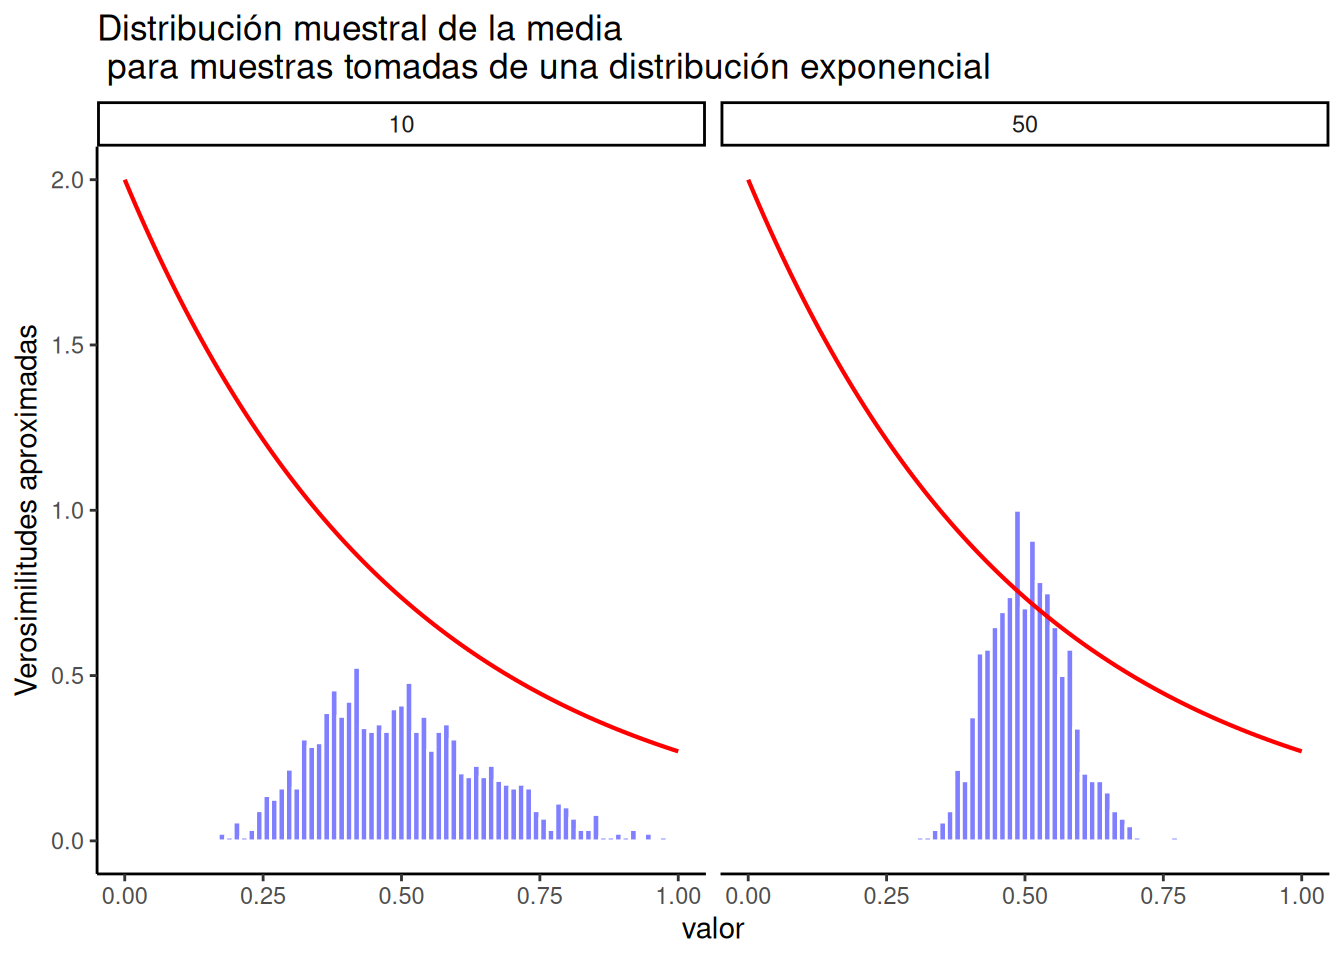 Distribución muestral de la media
para muestras tomadas de una distribución exponencial
10
50
Verosimilitudes aproximadas
2.0
1.5
1.0
0.5
0.0
0.00 0.25 0.50 0.75 1.00
0.00 0.25 0.50 0.75 1.00
valor